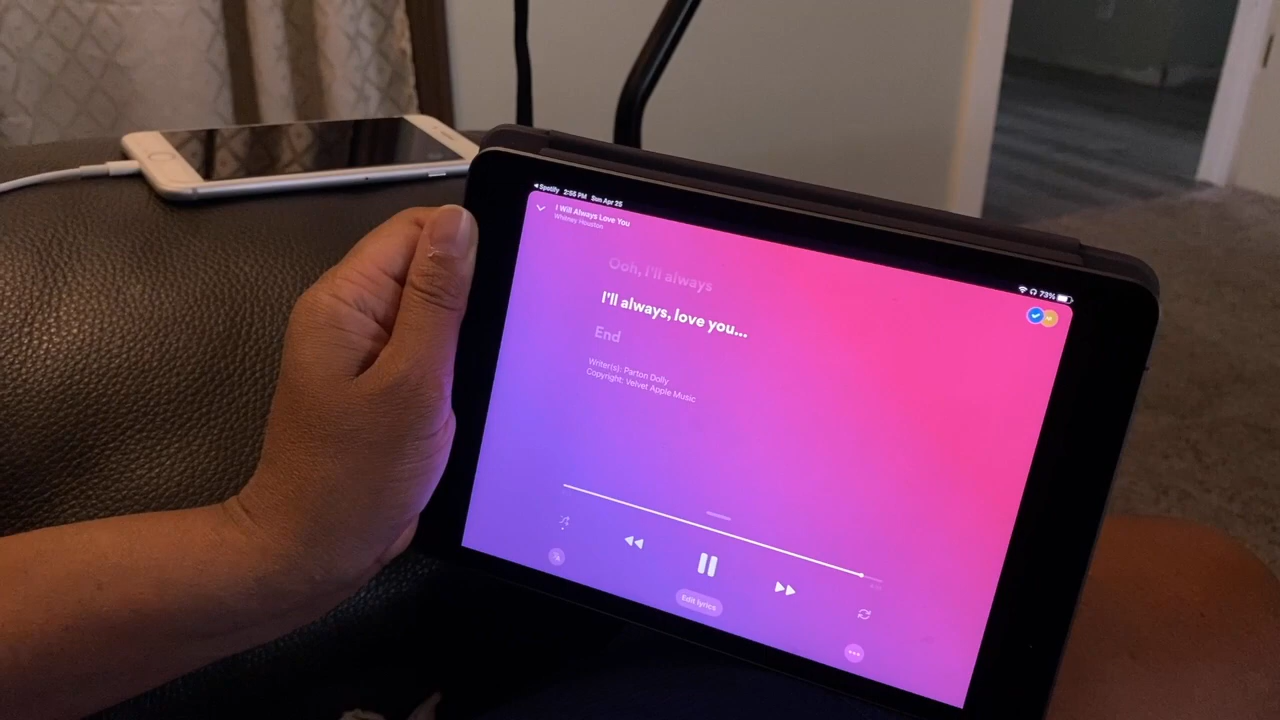 ◀ Spotify 2:55 PM Sun Apr 25
73%
I Will Always Love You
Whitney Houston
Ooh, I'll always
I'll always, love you...
End
Writer(s): Parton Dolly
Copyright: Velvet Apple Music
Edit lyrics